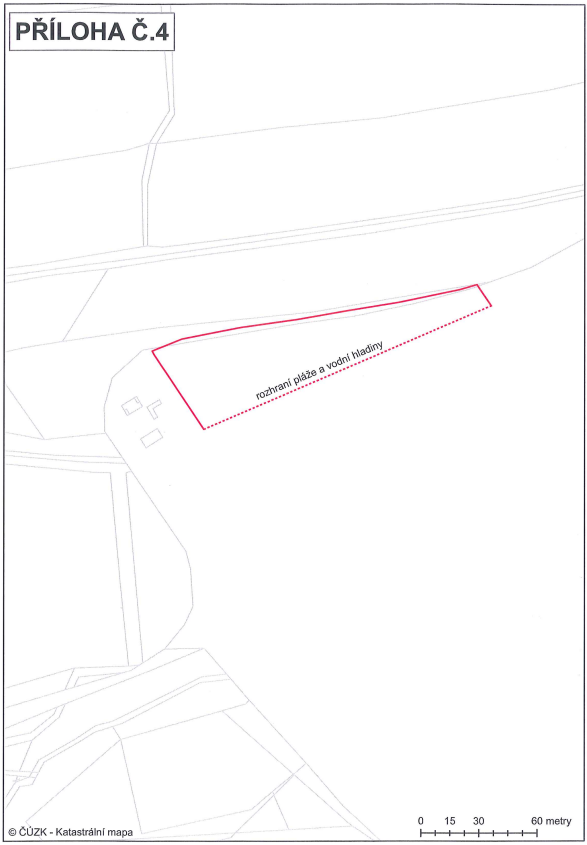 PŘÍLOHA Č.4
rozhraní pláže a vodní hladiny
0 15 30 60 metry
© ČÚZK - Katastrální mapa